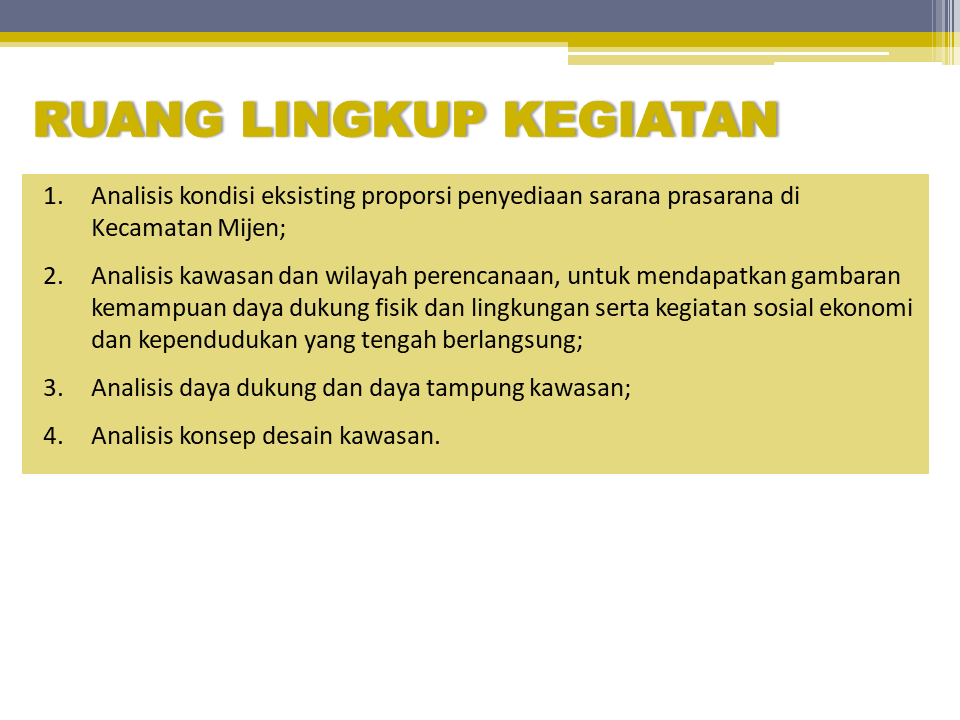 RUANG LINGKUP KEGIATAN
1. Analisis kondisi eksisting proporsi penyediaan sarana prasarana di
Kecamatan Mijen;
2. Analisis kawasan dan wilayah perencanaan, untuk mendapatkan gambaran
kemampuan daya dukung fisik dan lingkungan serta kegiatan sosial ekonomi
dan kependudukan yang tengah berlangsung;
3. Analisis daya dukung dan daya tampung kawasan;
4. Analisis konsep desain kawasan.